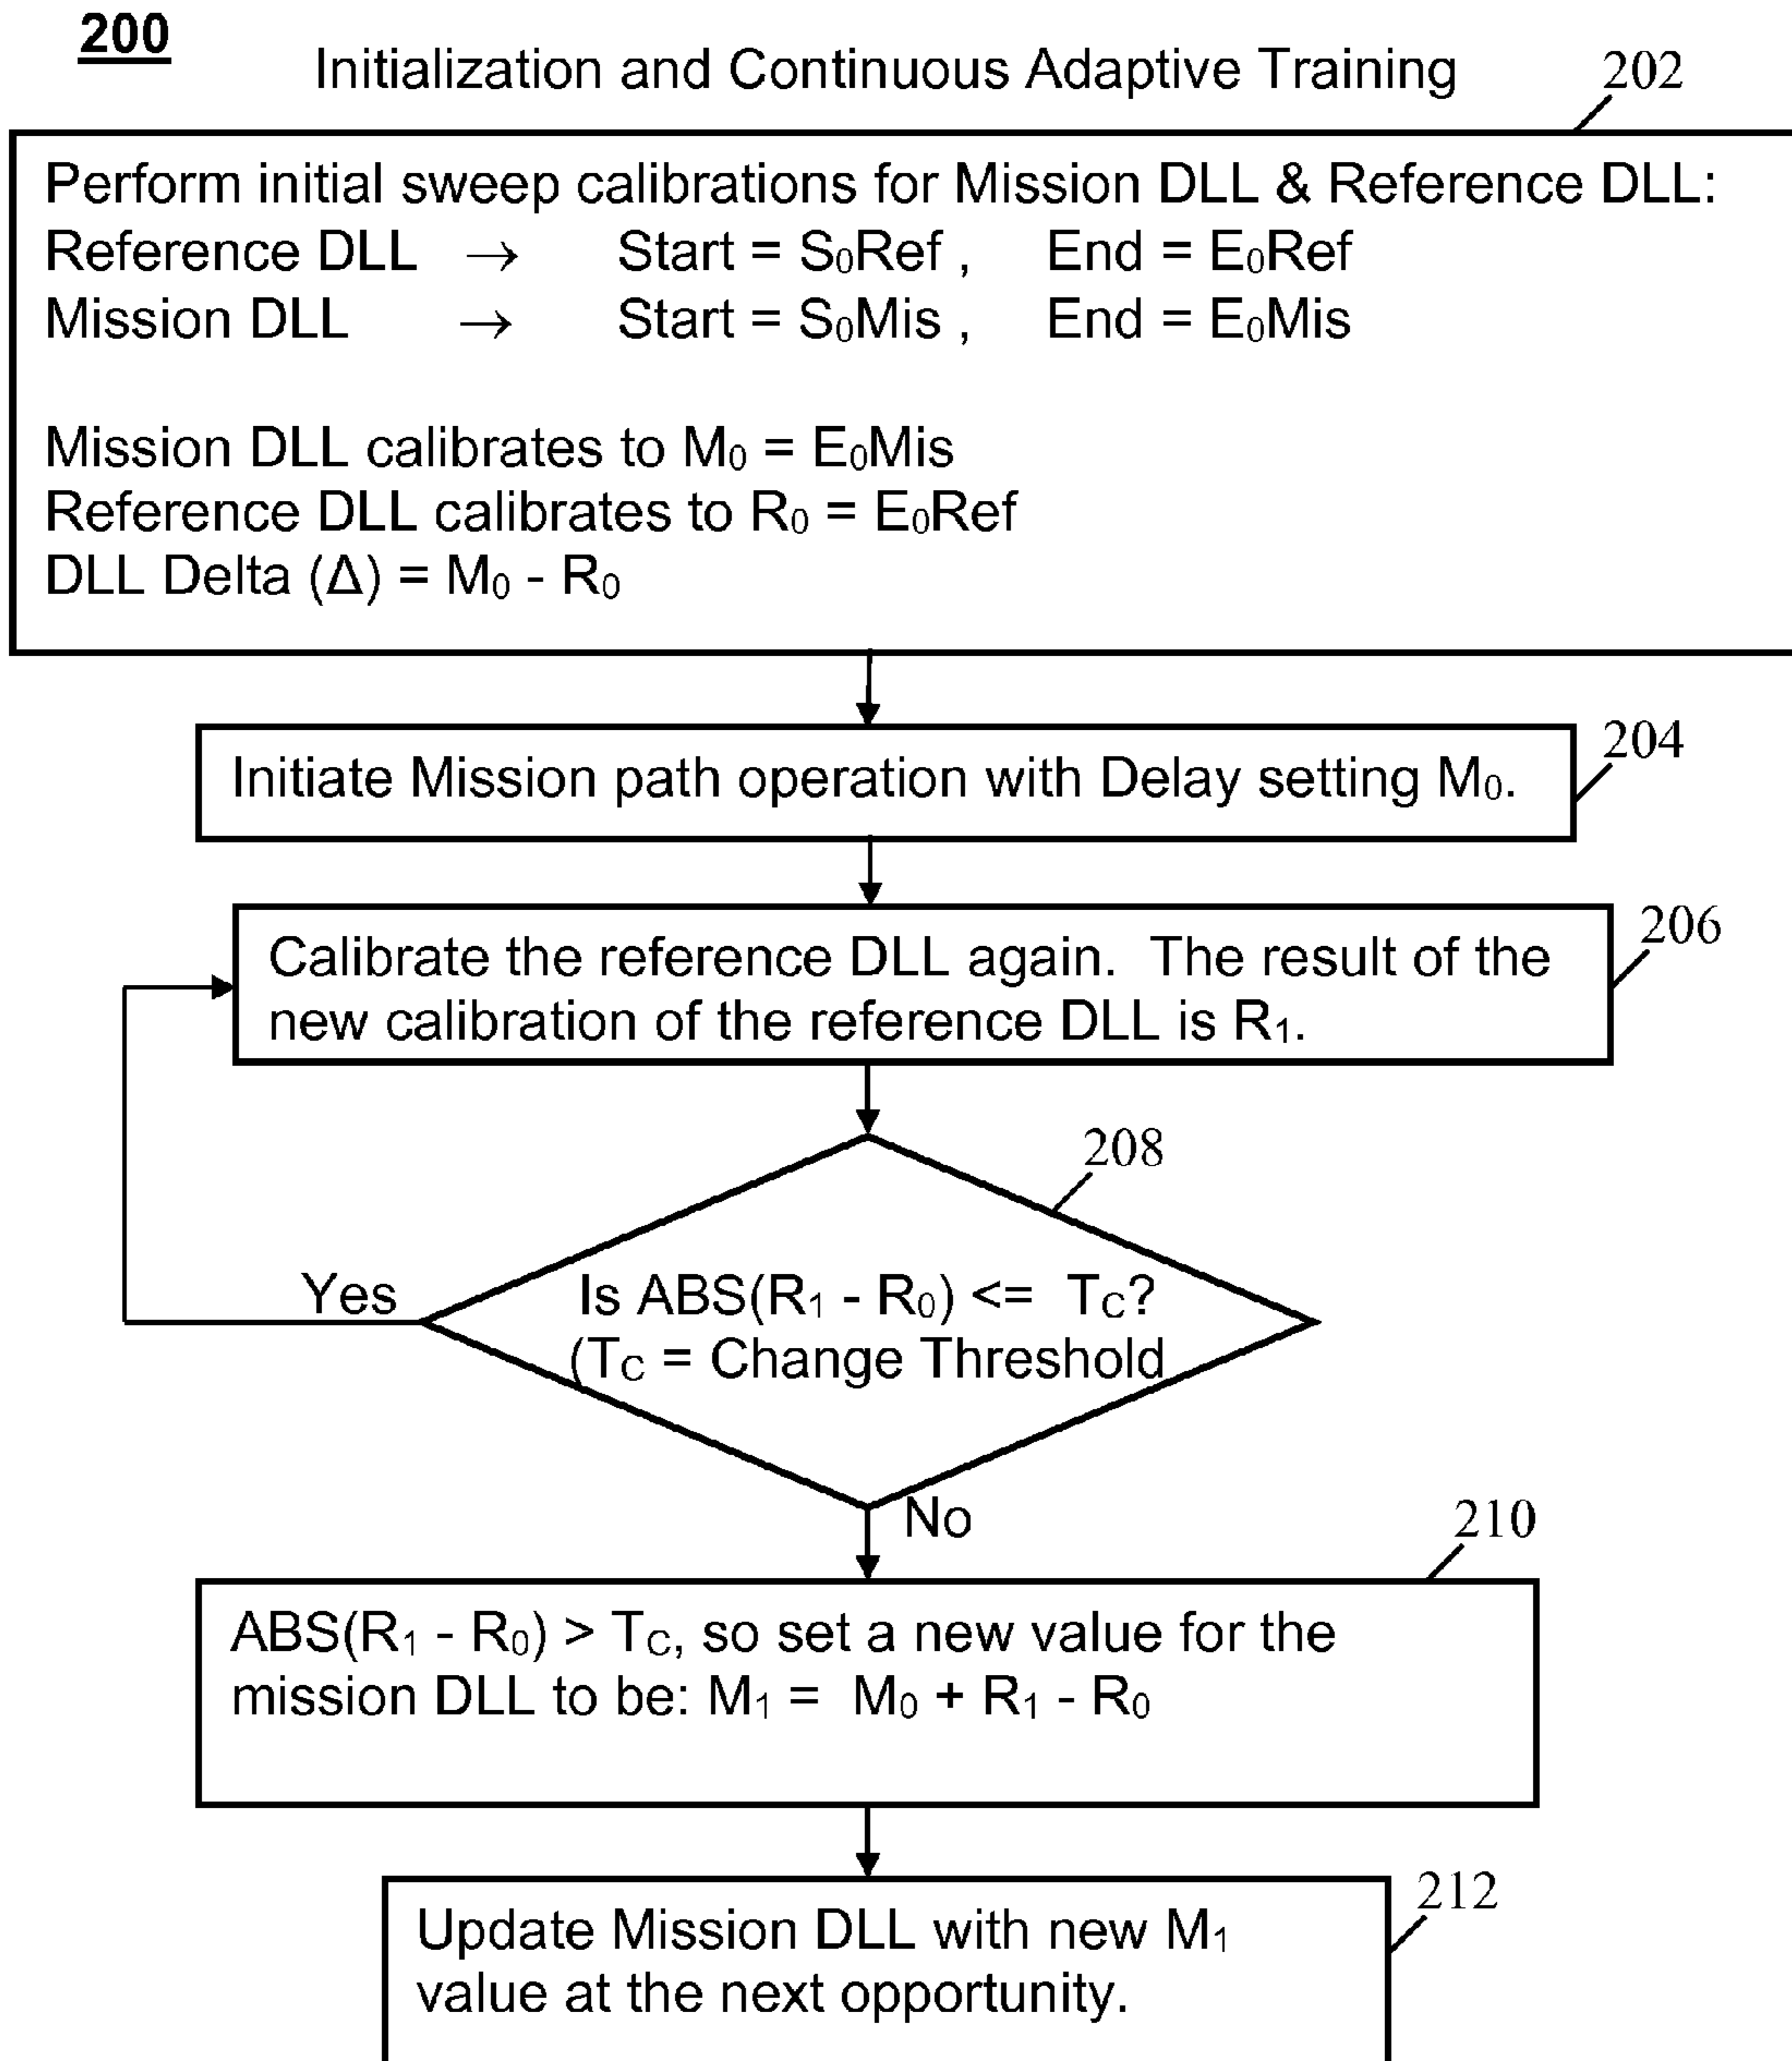 200
Initialization and Continuous Adaptive Training
202
Perform initial sweep calibrations for Mission DLL & Reference DLL:
Reference DLL → Start = S₀Ref , End = E₀Ref
Mission DLL → Start = S₀Mis , End = E₀Mis
Mission DLL calibrates to M₀ = E₀Mis
Reference DLL calibrates to R₀ = E₀Ref
DLL Delta (Δ) = M₀ - R₀
204
Initiate Mission path operation with Delay setting M₀.
206
Calibrate the reference DLL again. The result of the
new calibration of the reference DLL is R₁.
208
Yes
Is ABS(R₁ - R₀) <= T_C?
(T_C = Change Threshold
No
210
ABS(R₁ - R₀) > T_C, so set a new value for the
mission DLL to be: M₁ = M₀ + R₁ - R₀
212
Update Mission DLL with new M₁
value at the next opportunity.